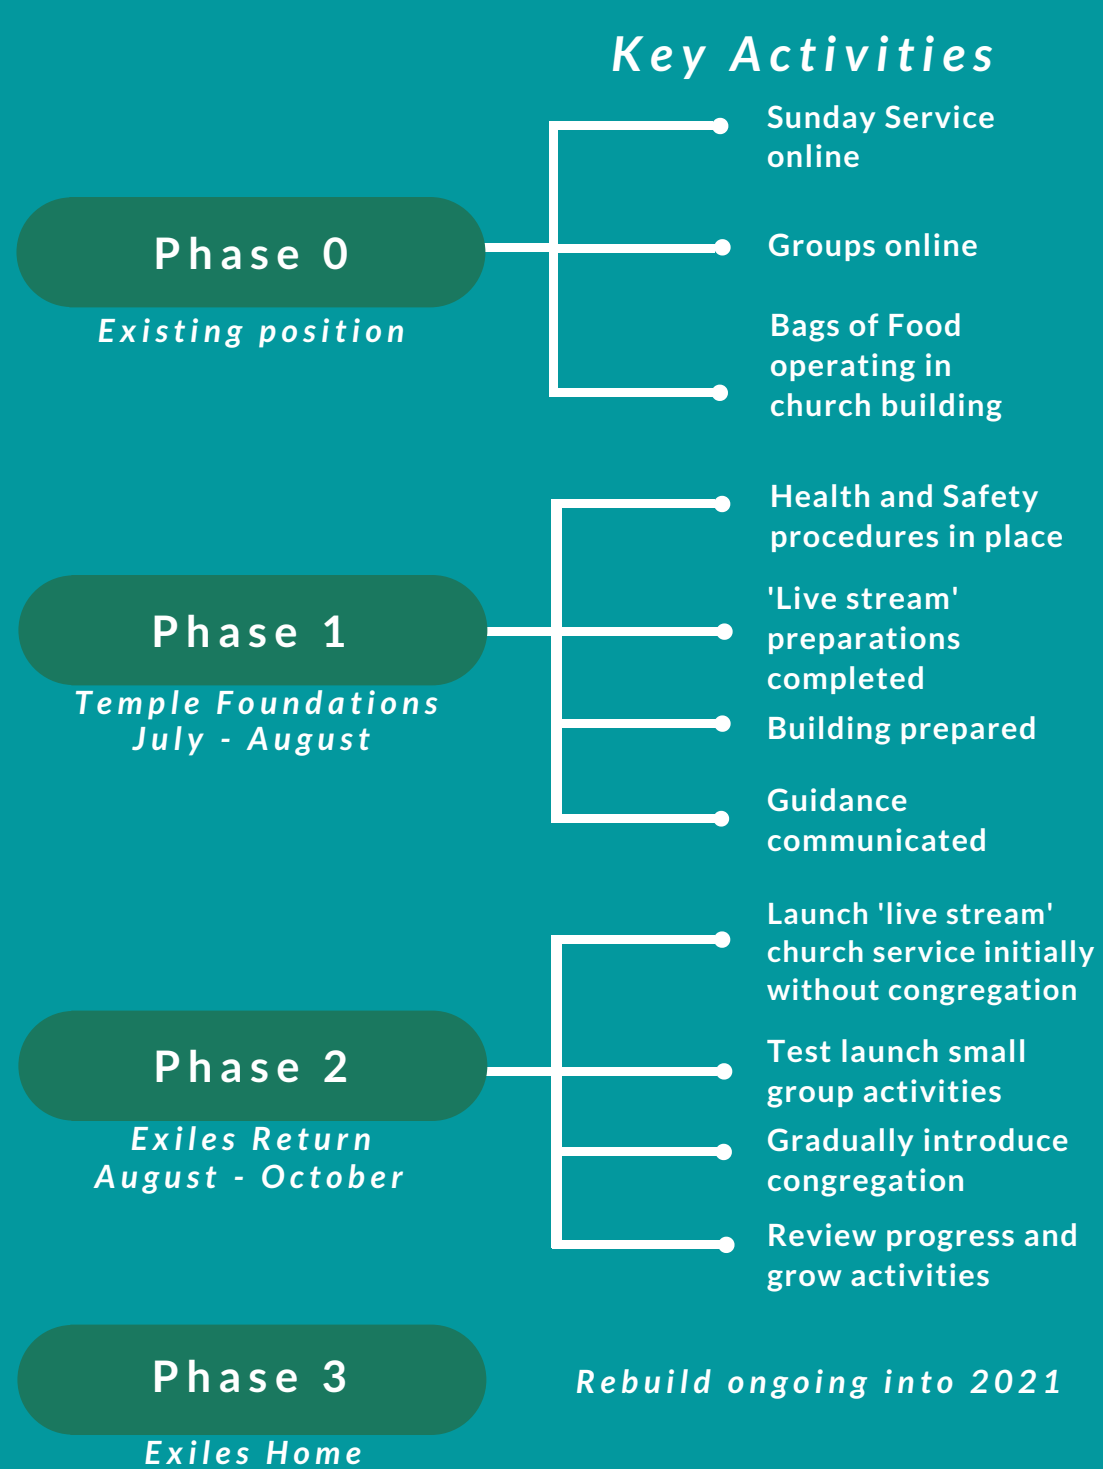 Key Activities
Phase 0
Existing position
Sunday Service
online
Groups online
Bags of Food
operating in
church building
Phase 1
Temple Foundations
July - August
Health and Safety
procedures in place
'Live stream'
preparations
completed
Building prepared
Guidance
communicated
Phase 2
Exiles Return
August - October
Launch 'live stream'
church service initially
without congregation
Test launch small
group activities
Gradually introduce
congregation
Review progress and
grow activities
Phase 3
Exiles Home
Rebuild ongoing into 2021